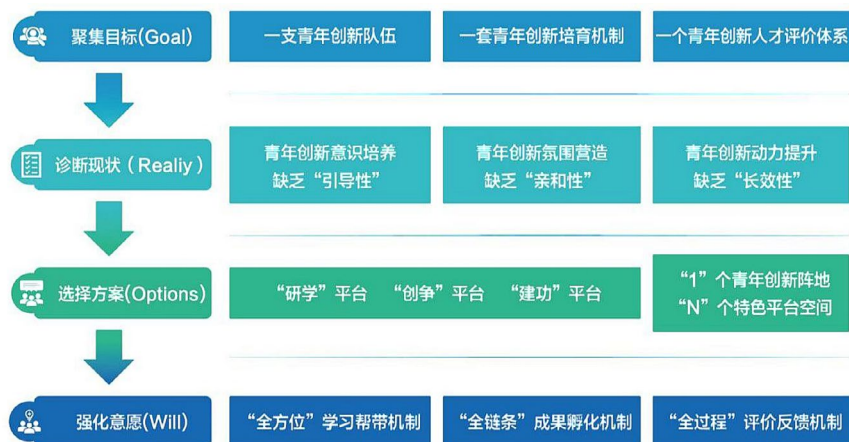 聚集目标(Goal)
一支青年创新队伍
一套青年创新培育机制
一个青年创新人才评价体系
诊断现状（Realiy）
青年创新意识培养
缺乏“引导性”
青年创新氛围营造
缺乏“亲和性”
青年创新动力提升
缺乏“长效性”
选择方案(Options)
“研学”平台 “创争”平台 “建功”平台
“1”个青年创新阵地
“N”个特色平台空间
强化意愿(Will)
“全方位”学习帮带机制
“全链条”成果孵化机制
“全过程”评价反馈机制